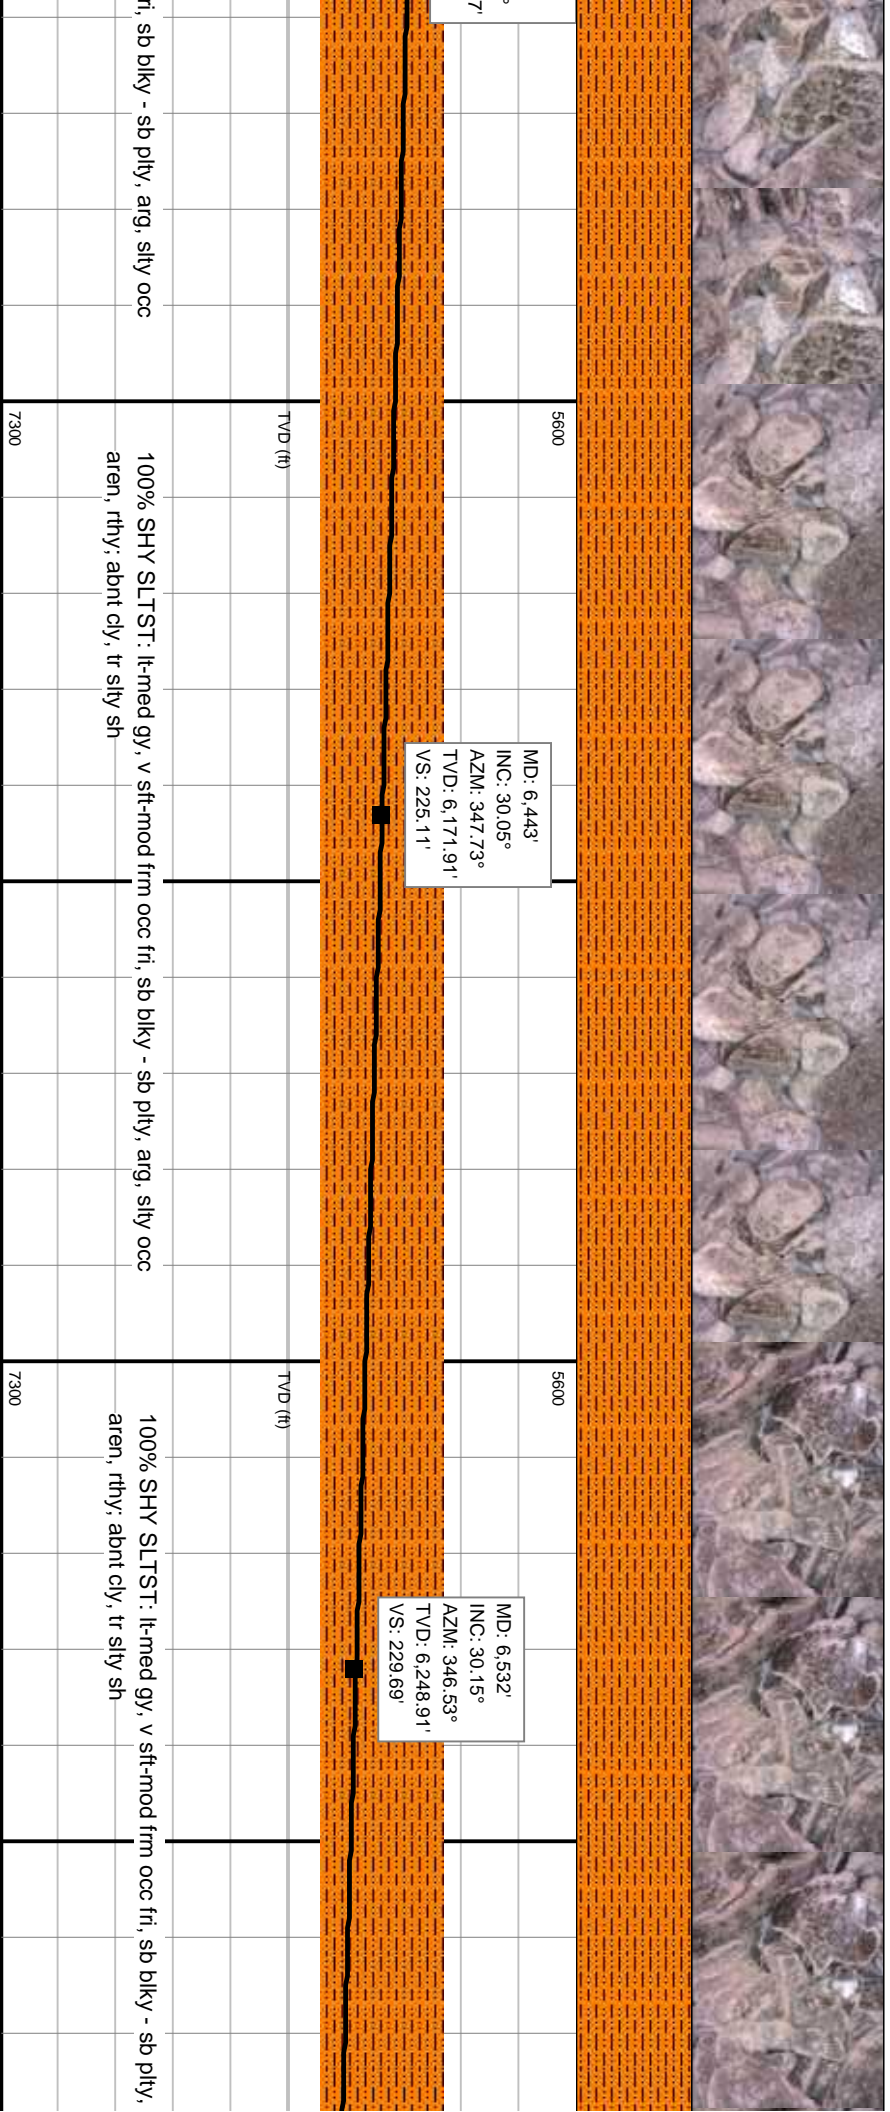 °
7'
ri, sb blky - sb plty, arg, slty occ
5600
TVD (ft)
7300
100% SHY SLTST: lt-med gy, v sft-mod frm occ fri, sb blky - sb plty, arg, slty occ
aren, rthy; abnt cly, tr slty sh
MD: 6,443'
INC: 30.05°
AZM: 347.73°
TVD: 6,171.91'
VS: 225.11'
5600
TVD (ft)
7300
100% SHY SLTST: lt-med gy, v sft-mod frm occ fri, sb blky - sb plty,
aren, rthy; abnt cly, tr slty sh
MD: 6,532'
INC: 30.15°
AZM: 346.53°
TVD: 6,248.91'
VS: 229.69'